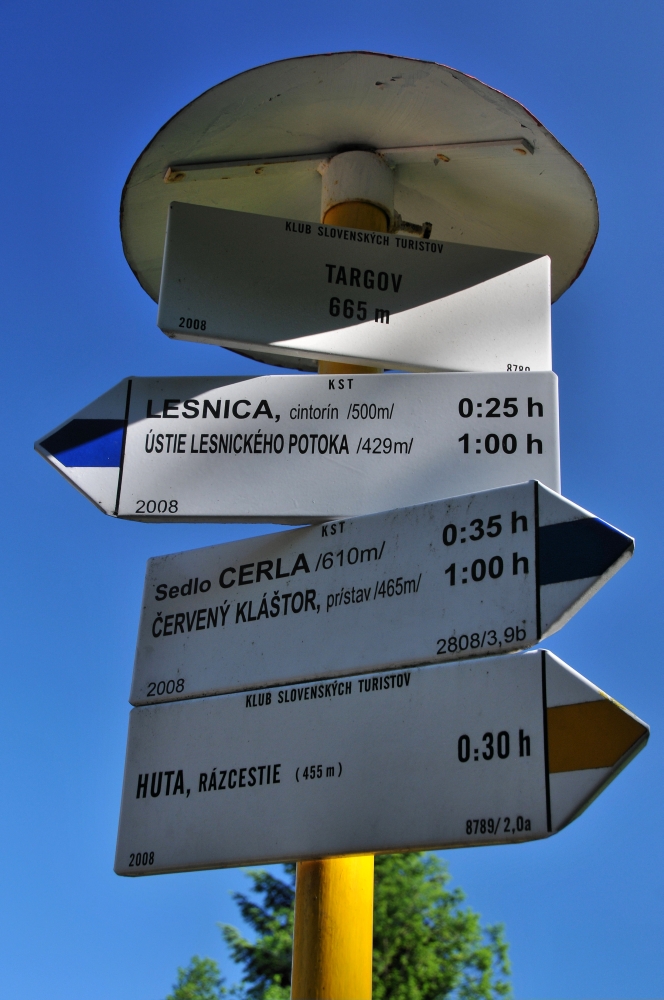 KLUB SLOVENSKÝCH TURISTOV
TARGOV
665 m
2008
KST
LESNICA, cintorín /500m/ 0:25 h
ÚSTIE LESNICKÉHO POTOKA /429m/ 1:00 h
2008
KST
Sedlo CERLA /610m/ 0:35 h
ČERVENÝ KLÁŠTOR, prístav /465m/ 1:00 h
2808/3,9b
2008
KLUB SLOVENSKÝCH TURISTOV
HUTA, RÁZCESTIE (455 m) 0:30 h
8789/2,0a
2008